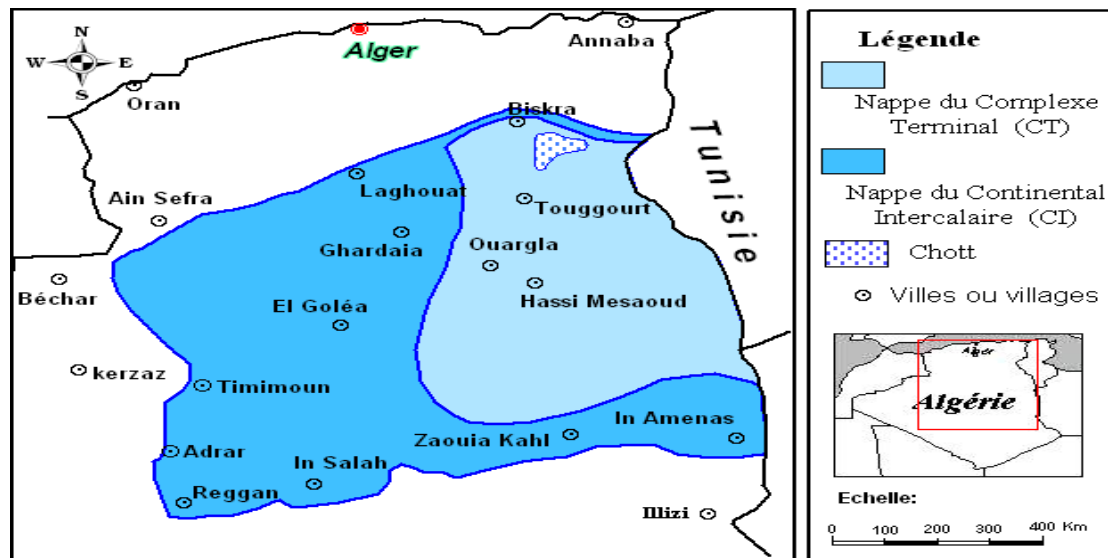 N
W
E
S
Alger
Annaba
Oran
Biskra
Tunisie
Laghouat
Ain Sefra
Touggourt
Ghardaia
Ouargla
Béchar
Hassi Mesaoud
El Goléa
kerzaz
Timimoun
In Amenas
Zaouia Kahl
Adrar
In Salah
Reggan
Illizi
Légende
Nappe du Complexe
Terminal (CT)
Nappe du Continental
Intercalaire (CI)
Chott
Villes ou villages
Alger
Algérie
Echelle:
0 100 200 300 400 Km